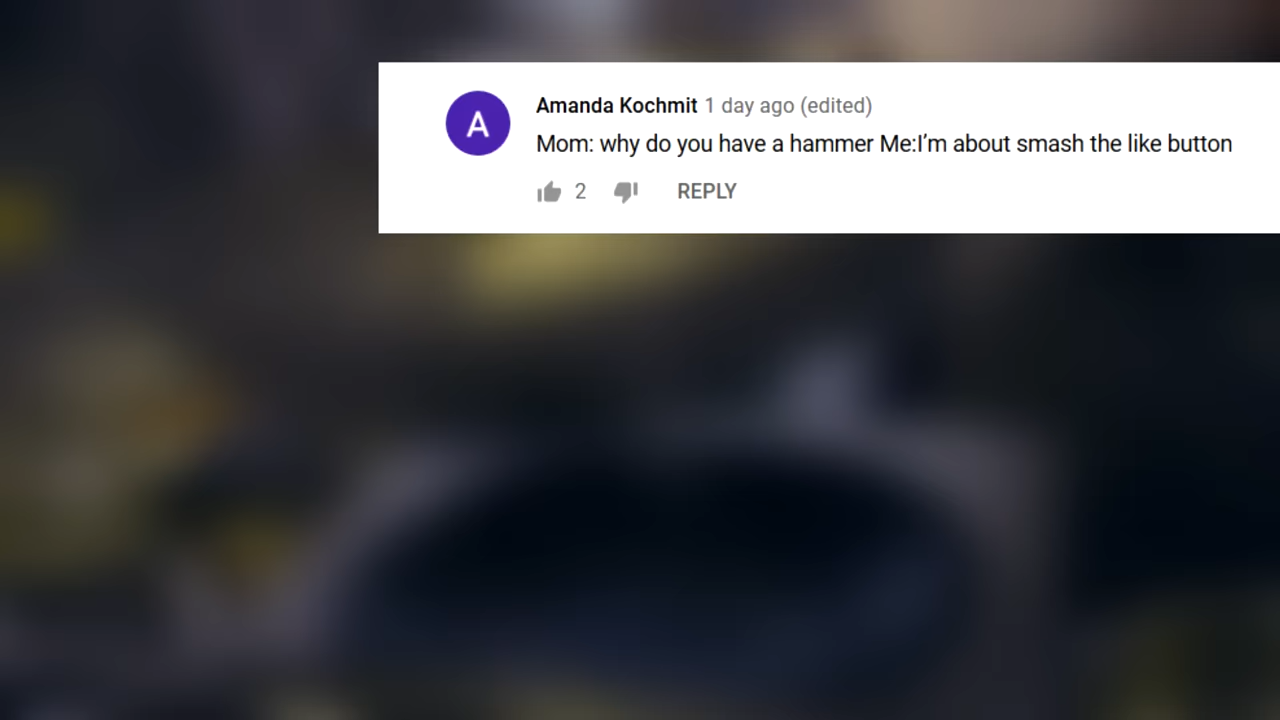 A
Amanda Kochmit 1 day ago (edited)
Mom: why do you have a hammer Me:I’m about smash the like button
2 REPLY